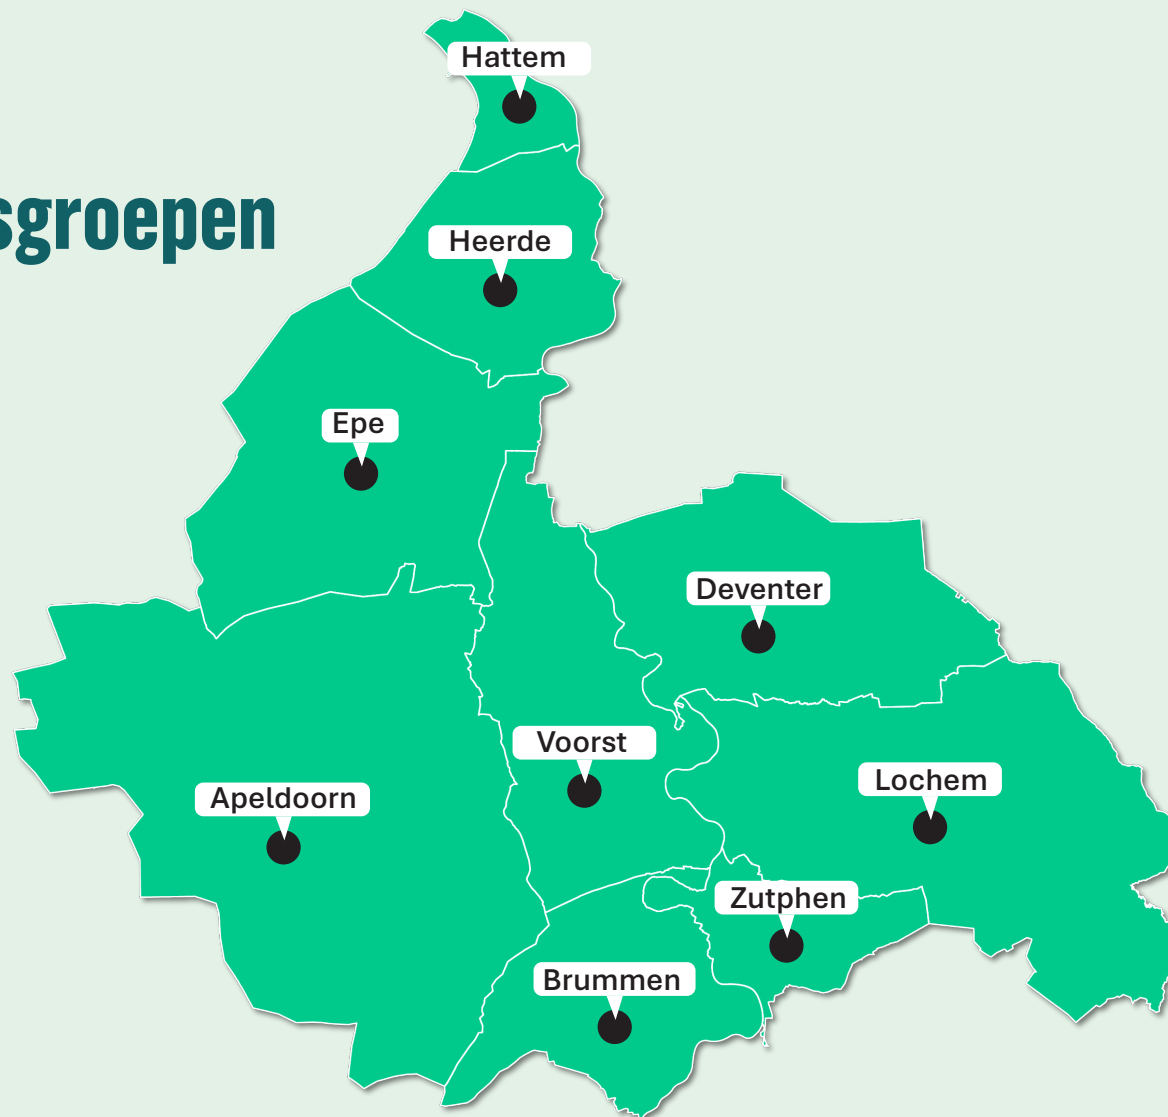 Hattem
sgroepen
Heerde
Epe
Deventer
Voorst
Lochem
Apeldoorn
Zutphen
Brummen